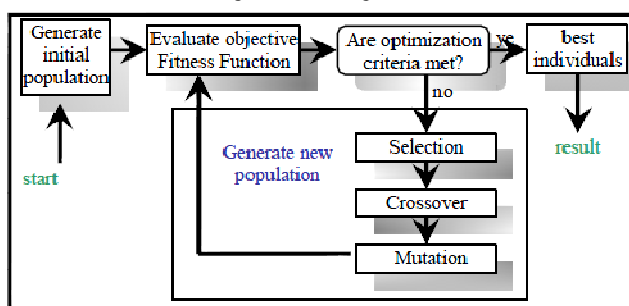 Generate
initial
population
Evaluate objective
Fitness Function
Are optimization
criteria met?
ye
best
individuals
no
Generate new
population
Selection
Crossover
Mutation
start
result